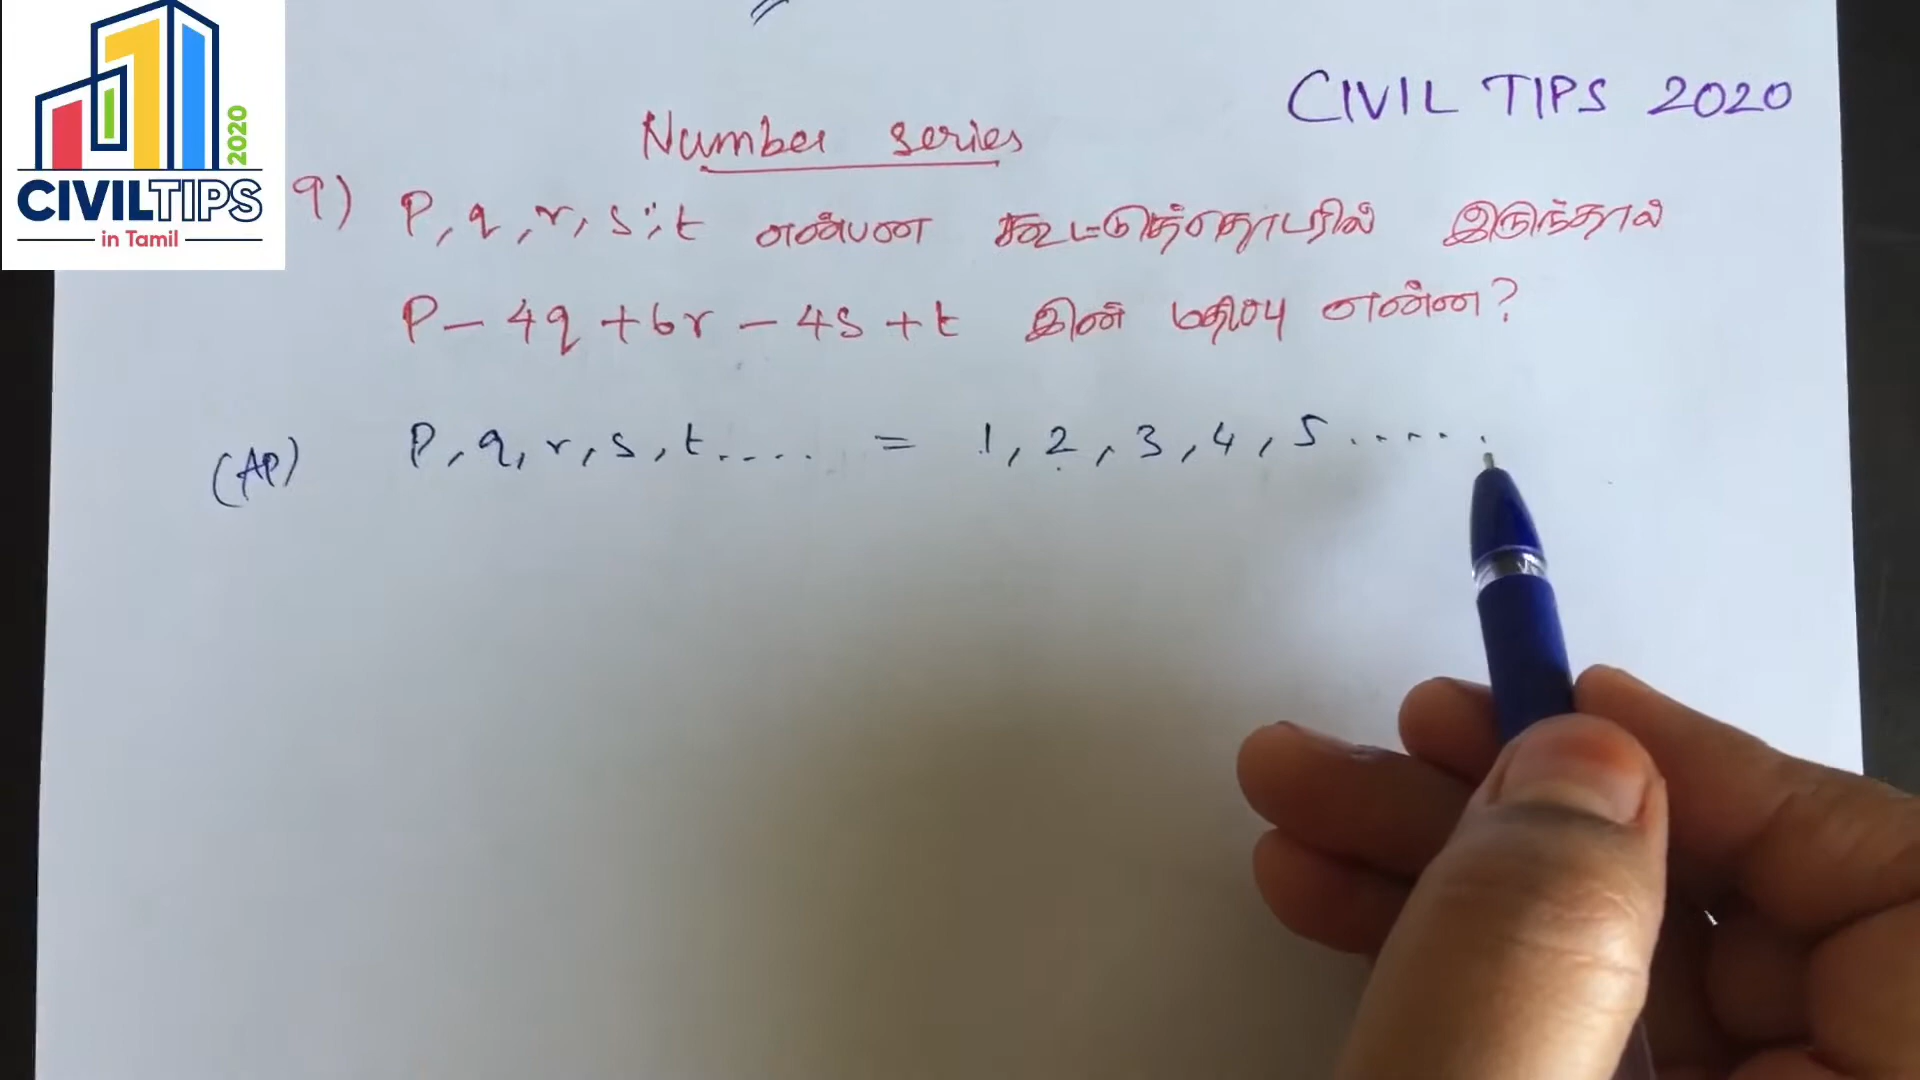 2020
CIVILTIPS
in Tamil
CIVIL TIPS 2020
Number series
9) P, q, r, s, t என்பன கூட்டுத்தொடரில் இருந்தால்
P - 4q + 6r - 4s + t இன் மதிப்பு என்ன?
(AP) P, q, r, s, t.... = 1, 2, 3, 4, 5......